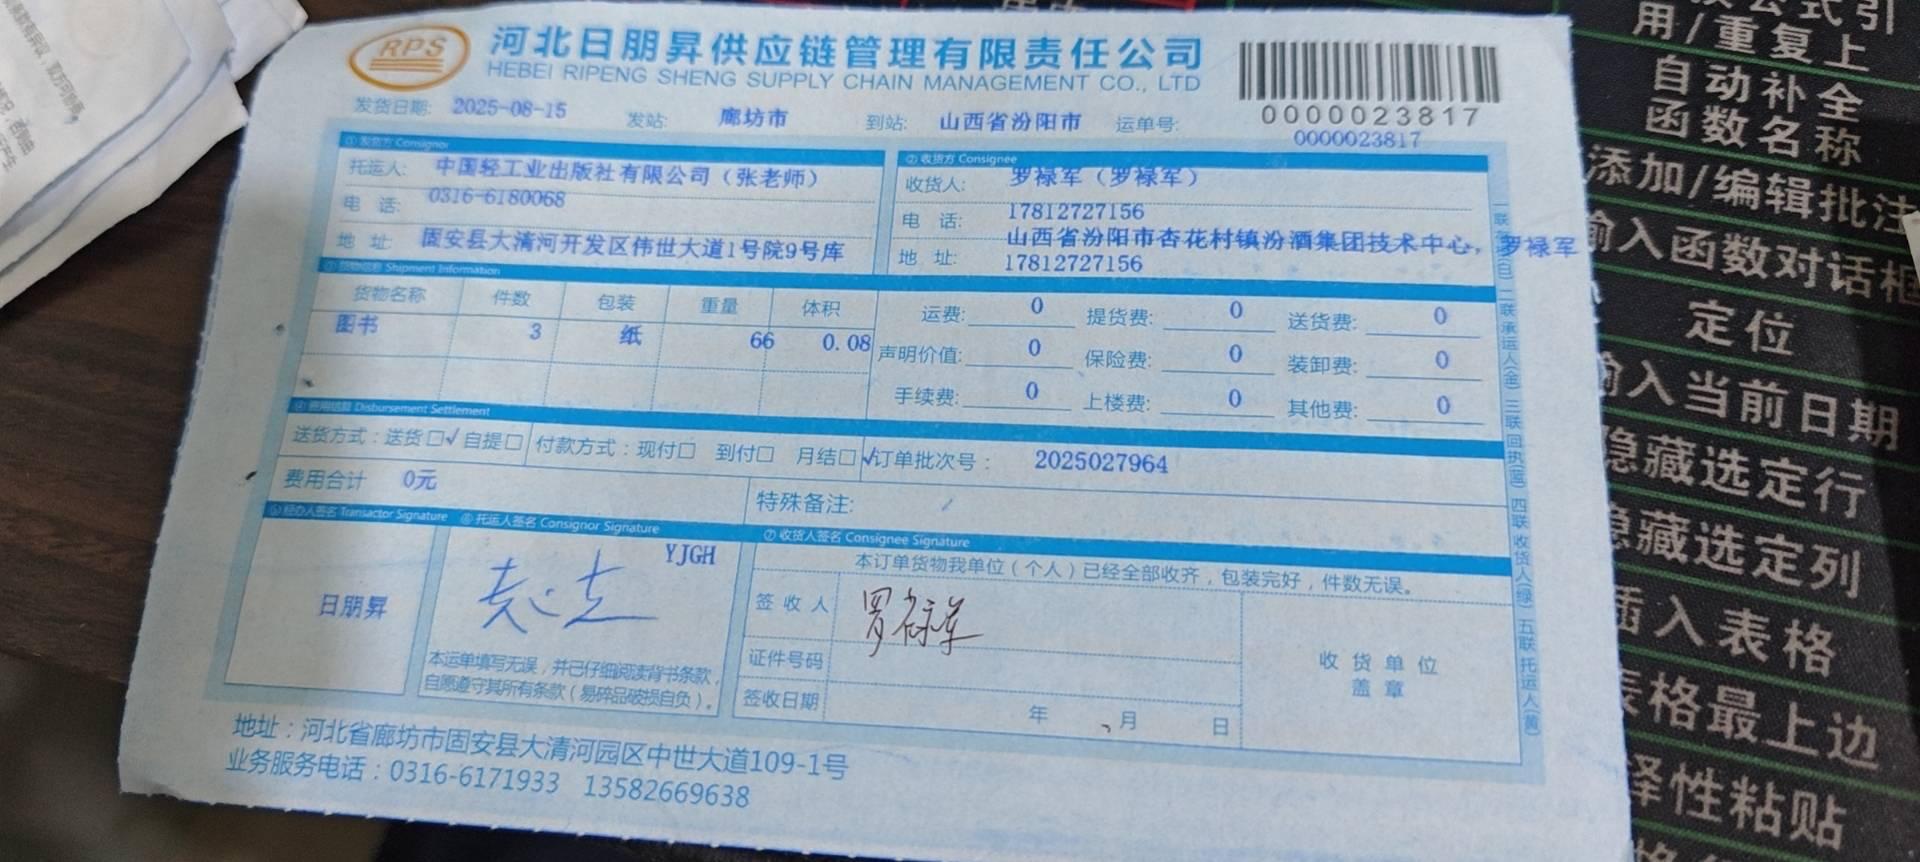 RPS
河北日朋昇供应链管理有限责任公司
HEBEI RIPENG SHENG SUPPLY CHAIN MANAGEMENT CO., LTD
0000023817
发货日期: 2025-08-15 发站: 廊坊市 到站: 山西省汾阳市 运单号: 0000023817
① 发货方 Consignor
托运人: 中国轻工业出版社有限公司（张老师）
电 话: 0316-6180068
地 址: 固安县大清河开发区伟世大道1号院9号库
② 收货方 Consignee
收货人: 罗禄军（罗禄军）
电 话: 17812727156
地 址: 山西省汾阳市杏花村镇汾酒集团技术中心，罗禄军
17812727156
③ 货物信息 Shipment Information
货物名称 件数 包装 重量 体积
图书 3 纸 66 0.08
运费: 0 提货费: 0 送货费: 0
声明价值: 0 保险费: 0 装卸费: 0
手续费: 0 上楼费: 0 其他费: 0
④ 费用结算 Disbursement Settlement
送货方式：送货□√ 自提□ 付款方式：现付□ 到付□ 月结□√ 订单批次号： 2025027964
费用合计 0元
特殊备注:
⑤ 经办人签名 Transactor Signature
日朋昇
⑥ 托运人签名 Consignor Signature
YJGH
本运单填写无误，并已仔细阅读背书条款，
自愿遵守其所有条款（易碎品破损自负）。
⑦ 收货人签名 Consignee Signature
本订单货物我单位（个人）已经全部收齐，包装完好，件数无误。
签 收 人 罗禄军
证件号码
签收日期 年 月 日
收 货 单 位
盖 章
地址：河北省廊坊市固安县大清河园区中世大道109-1号
业务服务电话：0316-6171933 13582669638
二联承运人(金) 三联回执(蓝) 四联收货人(绿) 五联托运人(黄)
用/重复上
自动补全
函数名称
添加/编辑批注
输入函数对话框
定位
输入当前日期
隐藏选定行
隐藏选定列
插入表格
表格最上边
择性粘贴